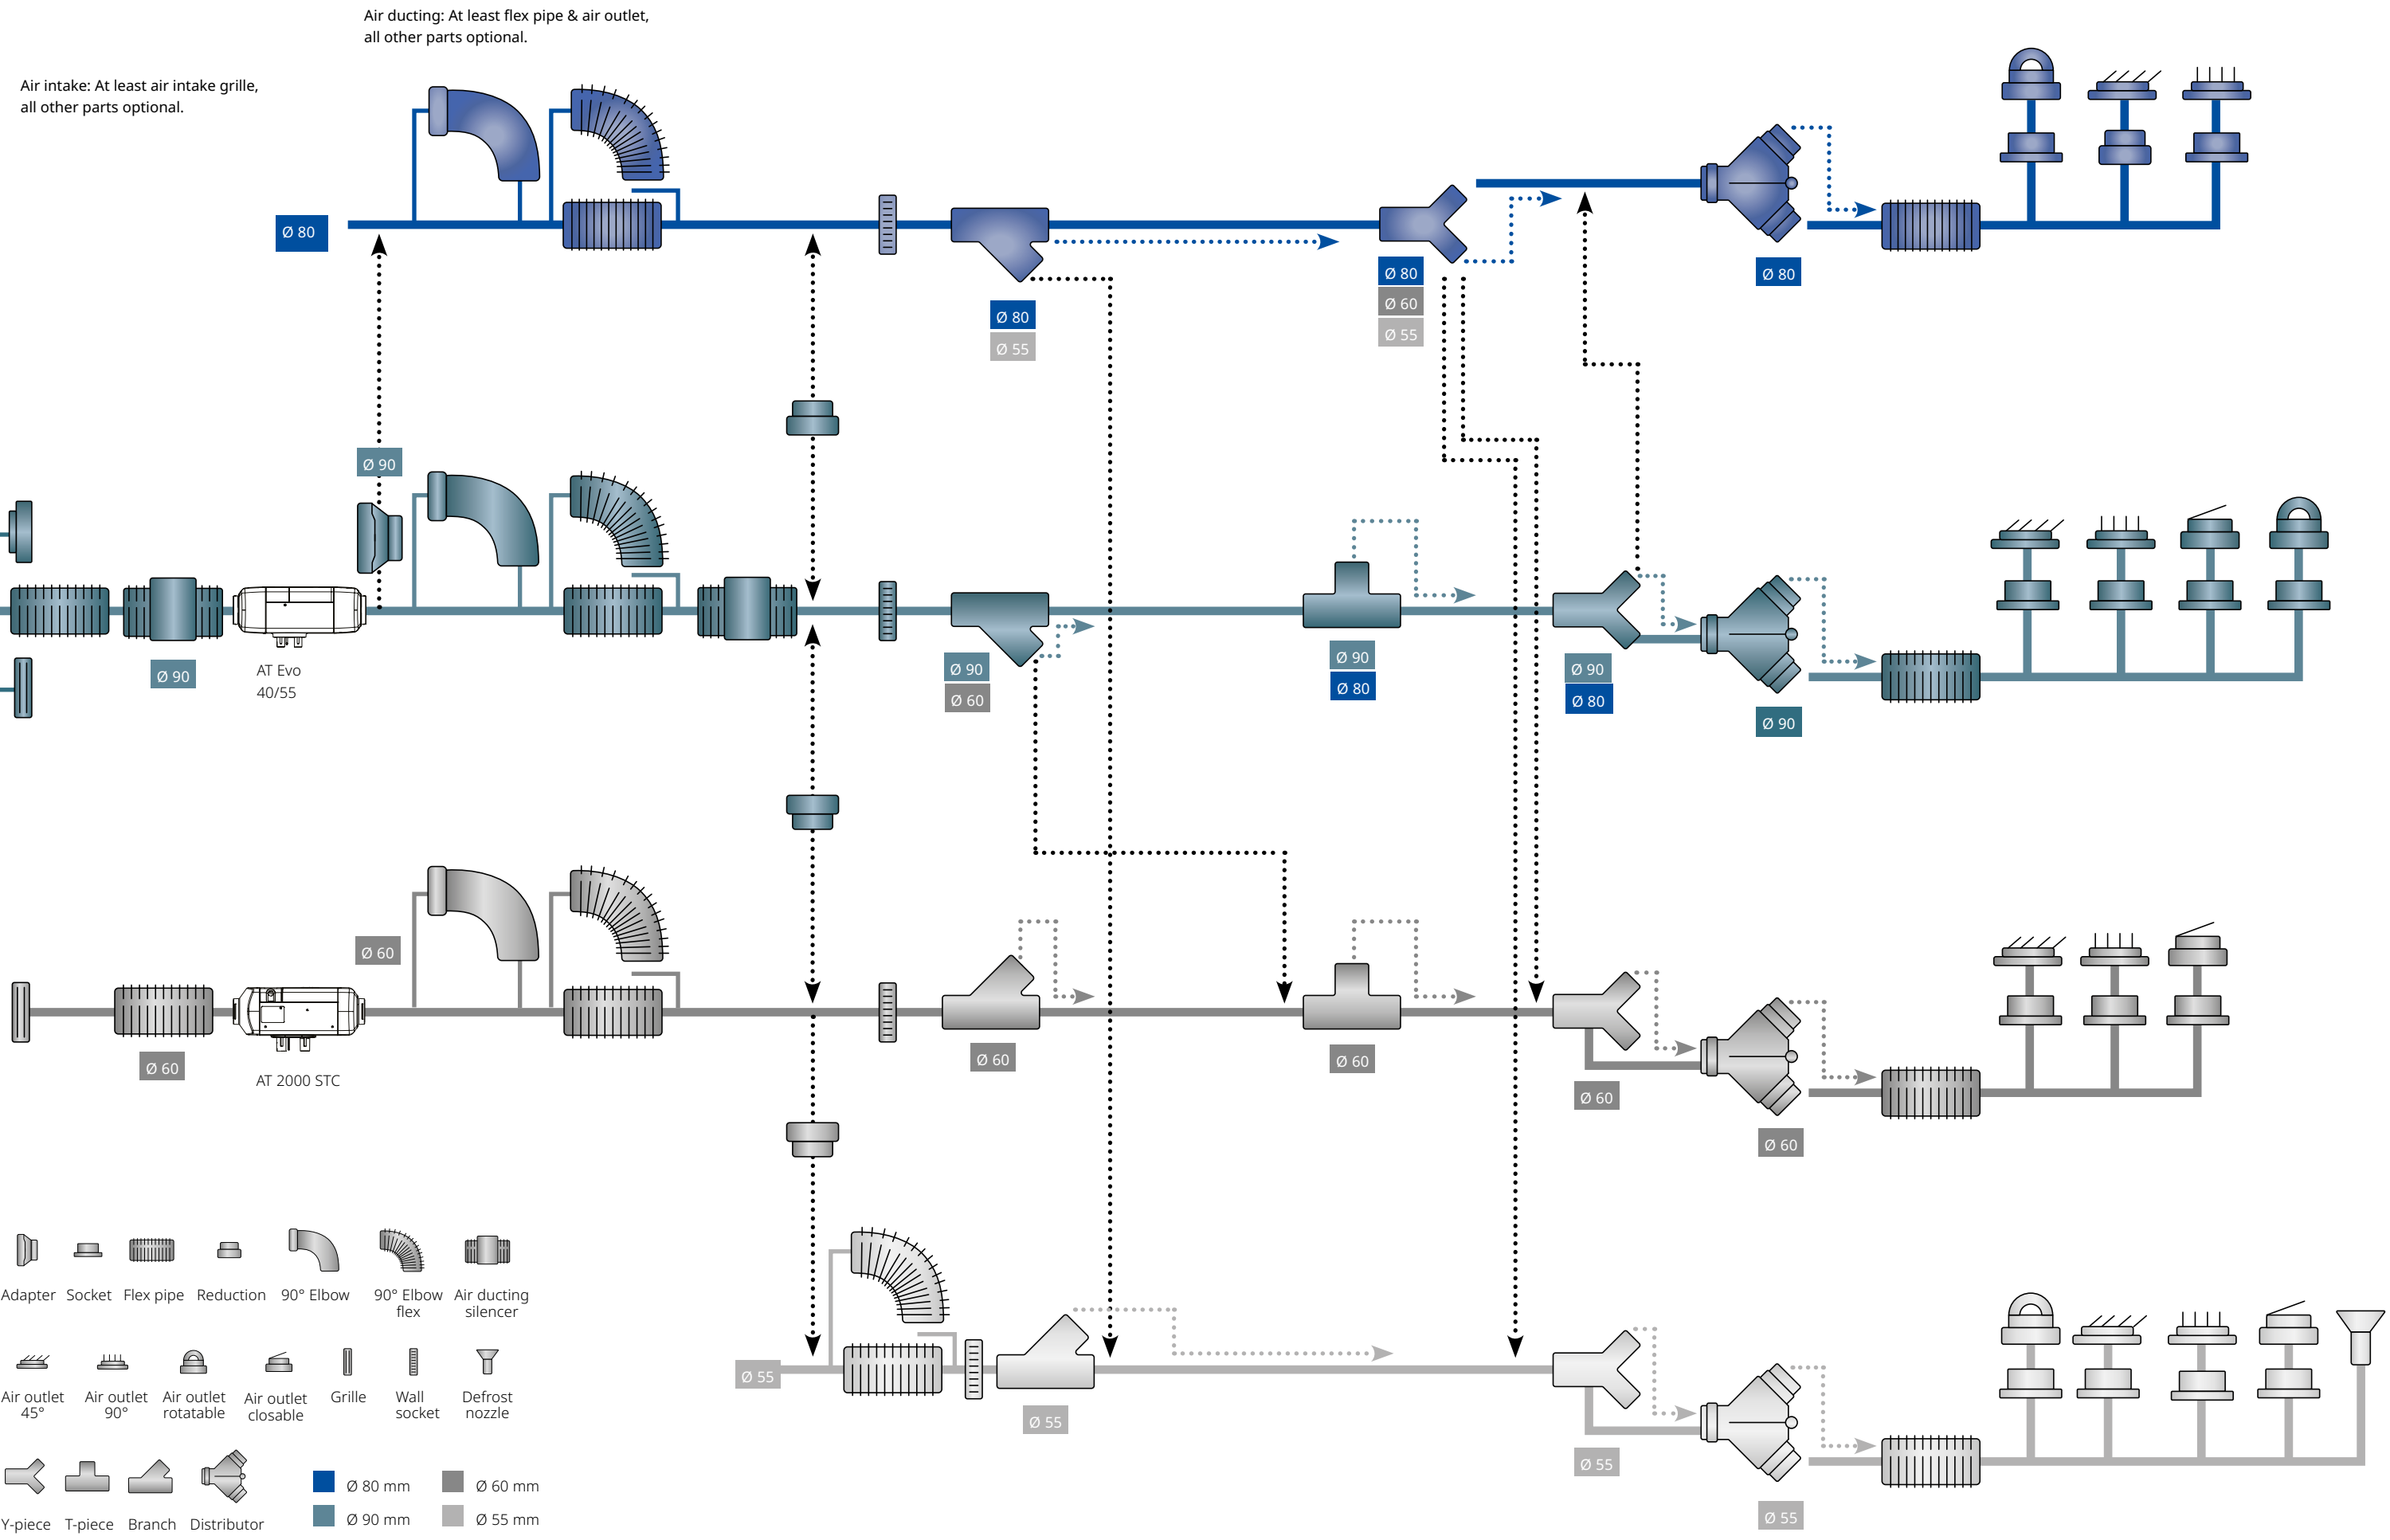 Air ducting: At least flex pipe & air outlet,
all other parts optional.
Air intake: At least air intake grille,
all other parts optional.
Ø 80
Ø 80
Ø 55
Ø 80
Ø 60
Ø 55
Ø 80
Ø 90
Ø 90
AT Evo
40/55
Ø 90
Ø 60
Ø 90
Ø 80
Ø 90
Ø 80
Ø 90
Ø 60
Ø 60
AT 2000 STC
Ø 60
Ø 60
Ø 60
Ø 60
Ø 55
Ø 55
Ø 55
Ø 55
Adapter Socket Flex pipe Reduction 90° Elbow 90° Elbow Air ducting
flex silencer
Air outlet Air outlet Air outlet Air outlet Grille Wall Defrost
45° 90° rotatable closable socket nozzle
Y-piece T-piece Branch Distributor
Ø 80 mm Ø 60 mm
Ø 90 mm Ø 55 mm